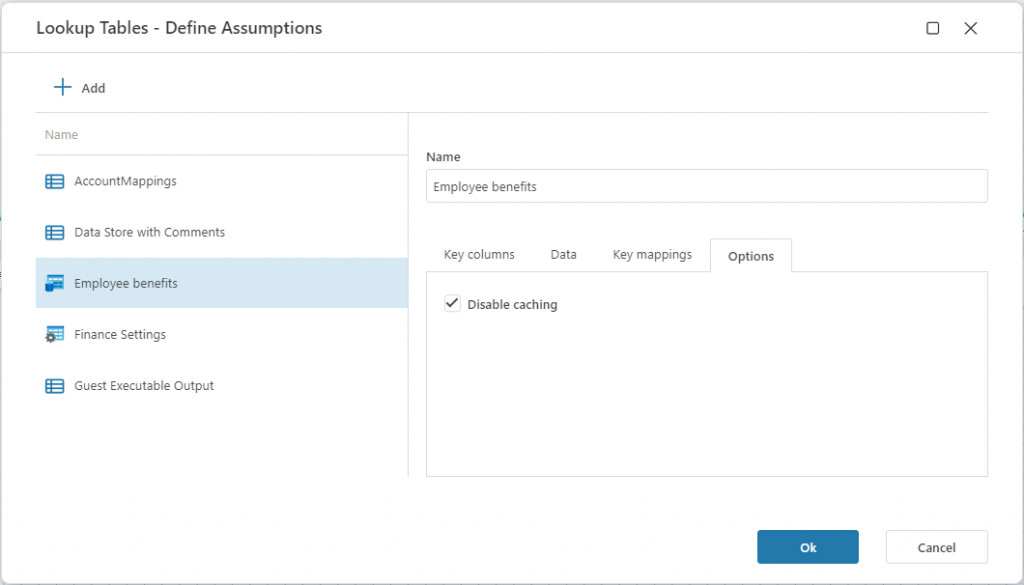 Lookup Tables - Define Assumptions
Add
Name
AccountMappings
Data Store with Comments
Employee benefits
Finance Settings
Guest Executable Output
Name
Employee benefits
Key columns Data Key mappings Options
Disable caching
Ok Cancel